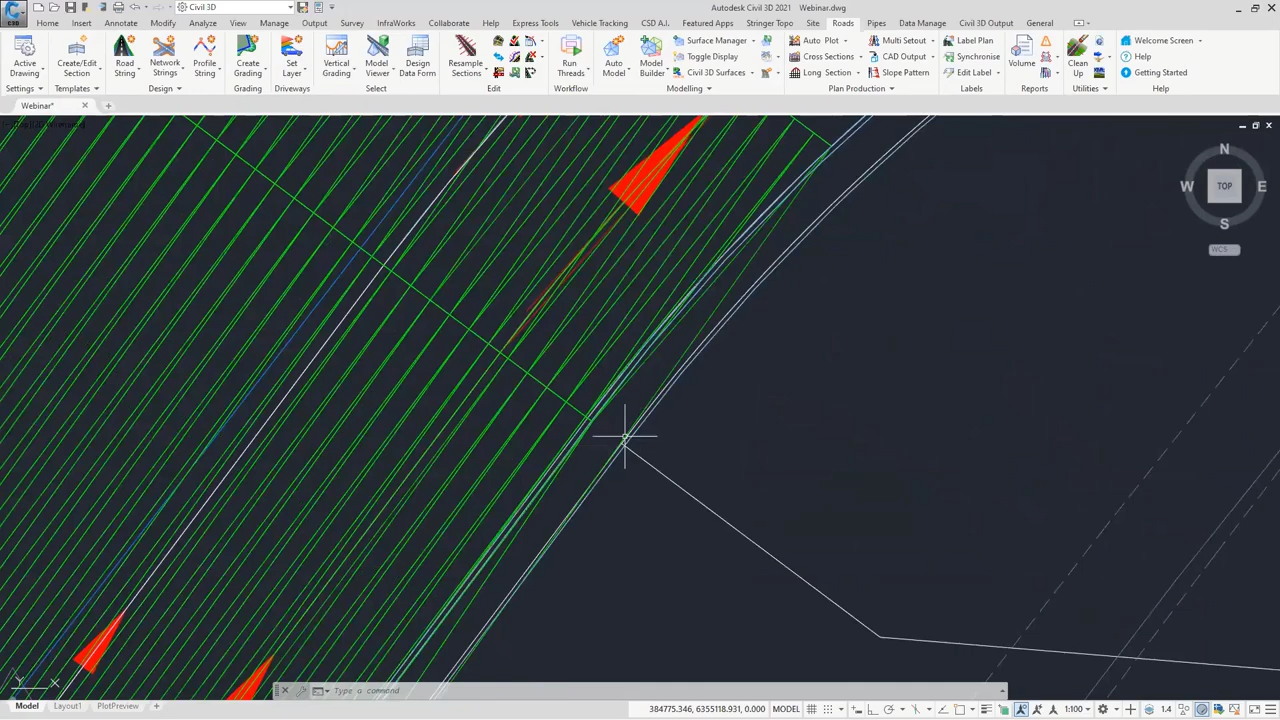 CSD
Civil 3D
Autodesk Civil 3D 2021 Webinar.dwg
Home Insert Annotate Modify Analyze View Manage Output Survey InfraWorks Collaborate Help Express Tools Vehicle Tracking CSD A.I. Featured Apps Stringer Topo Site Roads Pipes Data Manage Civil 3D Output General
Active Drawing
Create/Edit Section
Road String
Network Strings
Profile String
Create Grading
Set Layer
Vertical Grading
Model Viewer
Design Data Form
Resample Sections
Run Threads
Auto Model
Model Builder
Surface Manager
Toggle Display
Civil 3D Surfaces
Auto Plot
Cross Sections
Long Section
Multi Setout
CAD Output
Slope Pattern
Label Plan
Synchronise
Edit Label
Volume
Clean Up
Welcome Screen
Help
Getting Started
Settings Templates Design Grading Driveways Select Edit Workflow Modelling Plan Production Labels Reports Utilities Help
Webinar*
N
W TOP E
S
WCS
Y X
Type a command
Model Layout1 PlotPreview
384775.346, 6355118.931, 0.000 MODEL 1:100 1.4